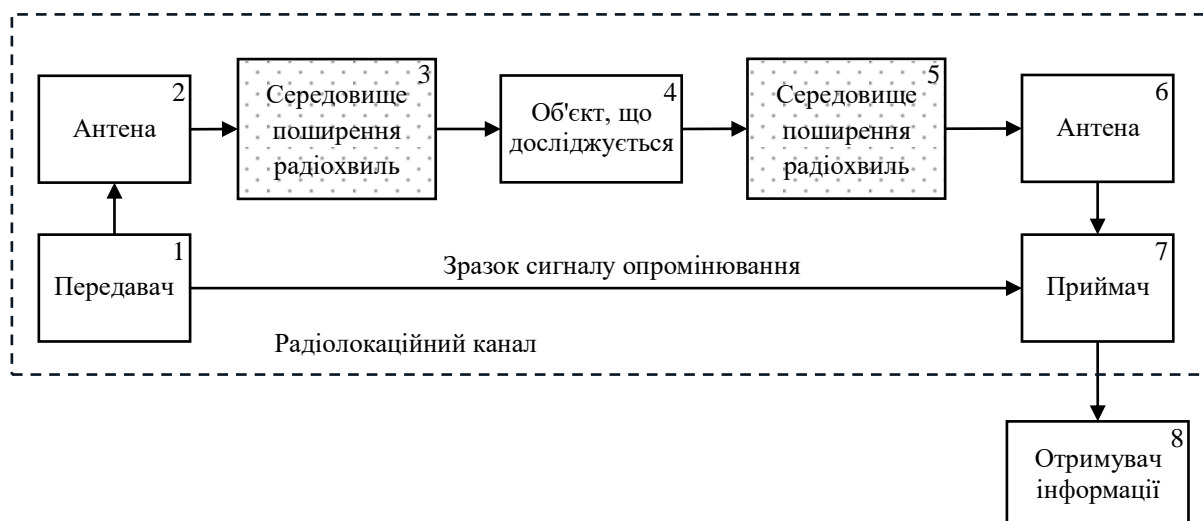 2
Антена
3
Середовище
поширення
радіохвиль
4
Об'єкт, що
досліджується
5
Середовище
поширення
радіохвиль
6
Антена
1
Передавач
Зразок сигналу опромінювання
7
Приймач
Радіолокаційний канал
8
Отримувач
інформації